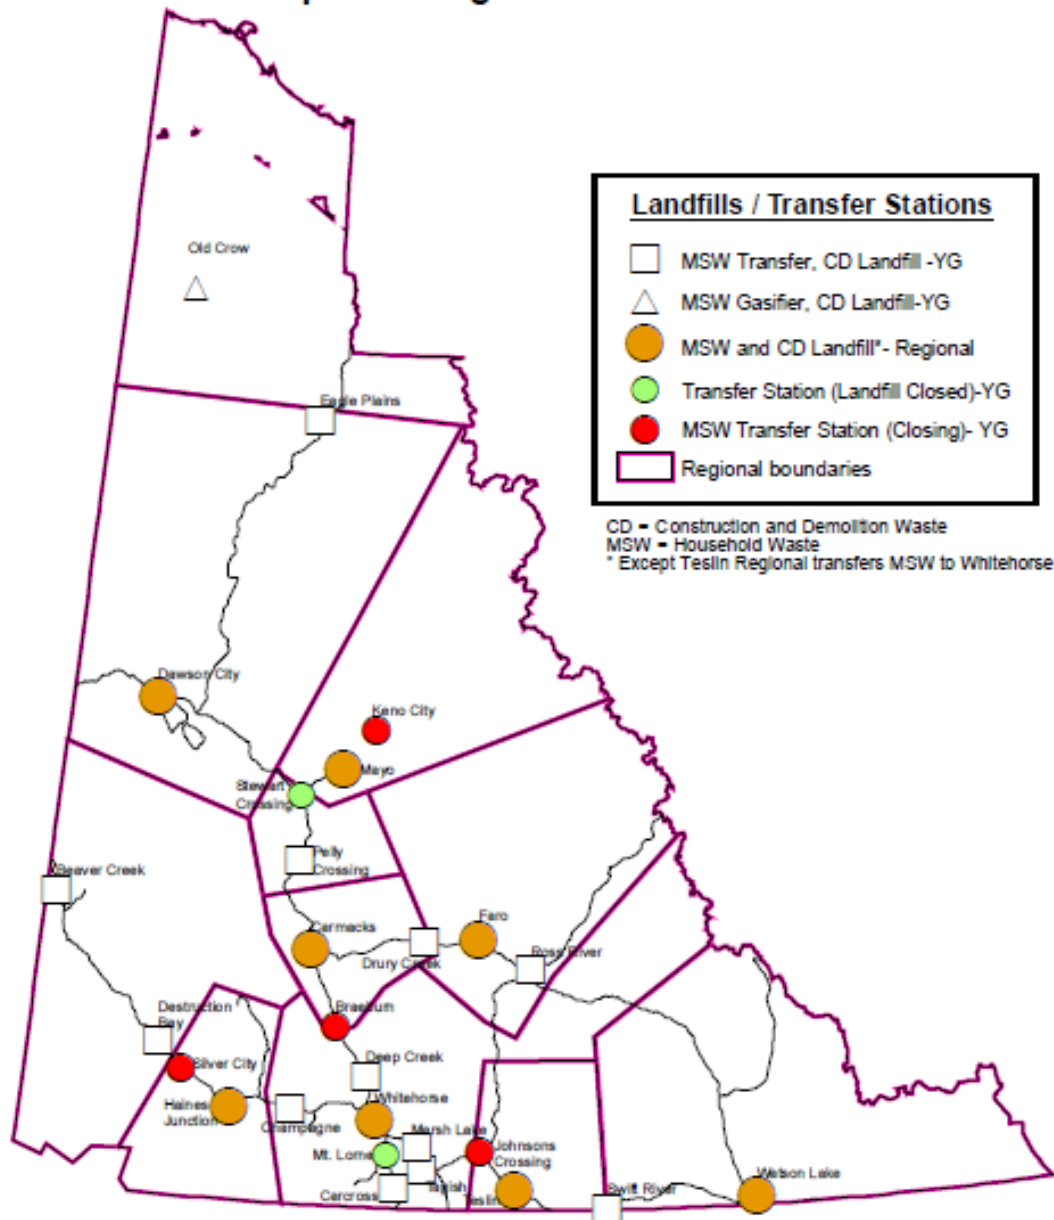 Old Crow
Landfills / Transfer Stations
MSW Transfer, CD Landfill -YG
MSW Gasifier, CD Landfill-YG
MSW and CD Landfill*- Regional
Transfer Station (Landfill Closed)-YG
MSW Transfer Station (Closing)- YG
Regional boundaries
CD = Construction and Demolition Waste
MSW = Household Waste
* Except Teslin Regional transfers MSW to Whitehorse
Eagle Plains
Dawson City
Keno City
Mayo
Stewart
Crossing
Pelly
Crossing
Beaver Creek
Carmacks
Faro
Drury Creek
Ross River
Destruction
Bay
Braeburn
Silver City
Deep Creek
Haines
Junction
Champagne
Whitehorse
Marsh Lake
Mt. Lorne
Johnsons
Crossing
Carcross
Tagish
Teslin
Swift River
Watson Lake